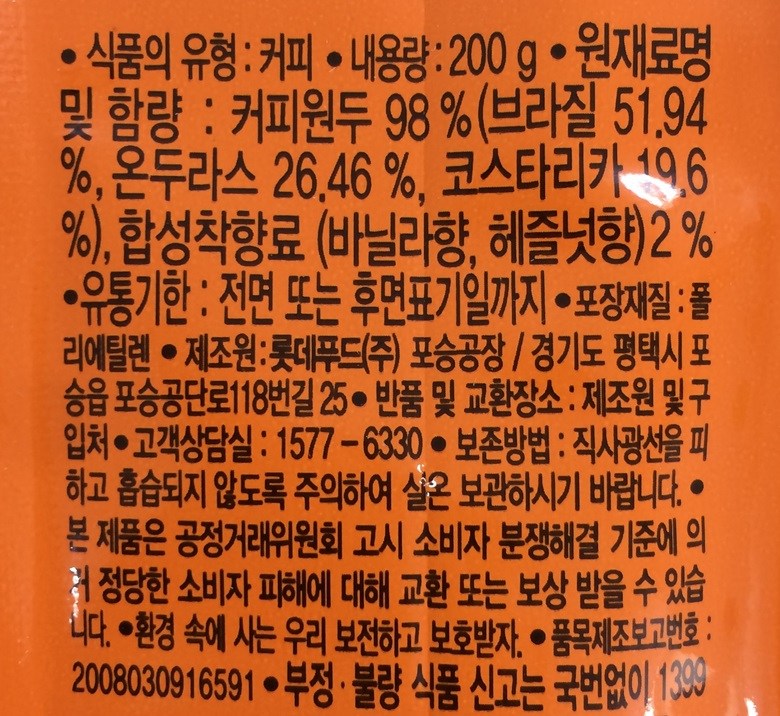 • 식품의 유형 : 커피 • 내용량 : 200 g • 원재료명
및 함량 : 커피원두 98 % (브라질 51.94
%, 온두라스 26.46 %, 코스타리카 19.6
%), 합성착향료 (바닐라향, 헤즐넛향) 2 %
•유통기한 : 전면 또는 후면표기일까지 •포장재질 : 폴
리에틸렌 • 제조원 : 롯데푸드(주) 포승공장 / 경기도 평택시 포
승읍 포승공단로118번길 25 • 반품 및 교환장소 : 제조원 및 구
입처 • 고객상담실 : 1577 – 6330 • 보존방법 : 직사광선을 피
하고 흡습되지 않도록 주의하여 실온 보관하시기 바랍니다. •
본 제품은 공정거래위원회 고시 소비자 분쟁해결 기준에 의
거 정당한 소비자 피해에 대해 교환 또는 보상 받을 수 있습
니다. •환경 속에 사는 우리 보전하고 보호받자. •품목제조보고번호 :
2008030916591 •부정·불량 식품 신고는 국번없이 1399